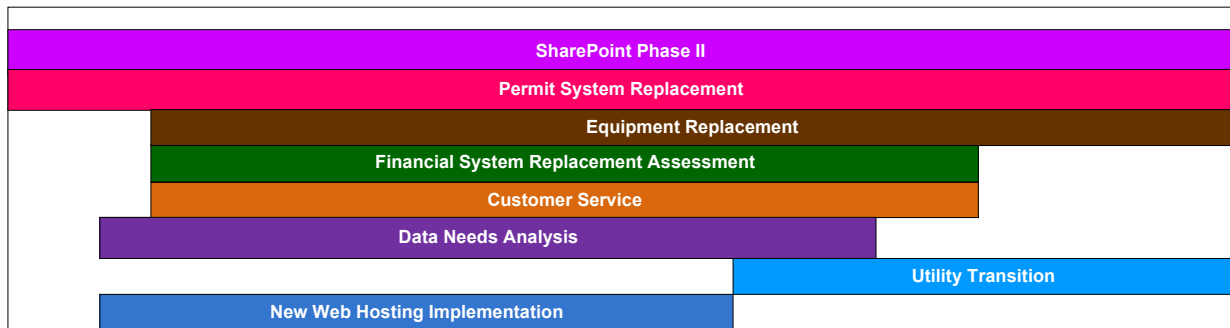 SharePoint Phase II
Permit System Replacement
Equipment Replacement
Financial System Replacement Assessment
Customer Service
Data Needs Analysis
Utility Transition
New Web Hosting Implementation